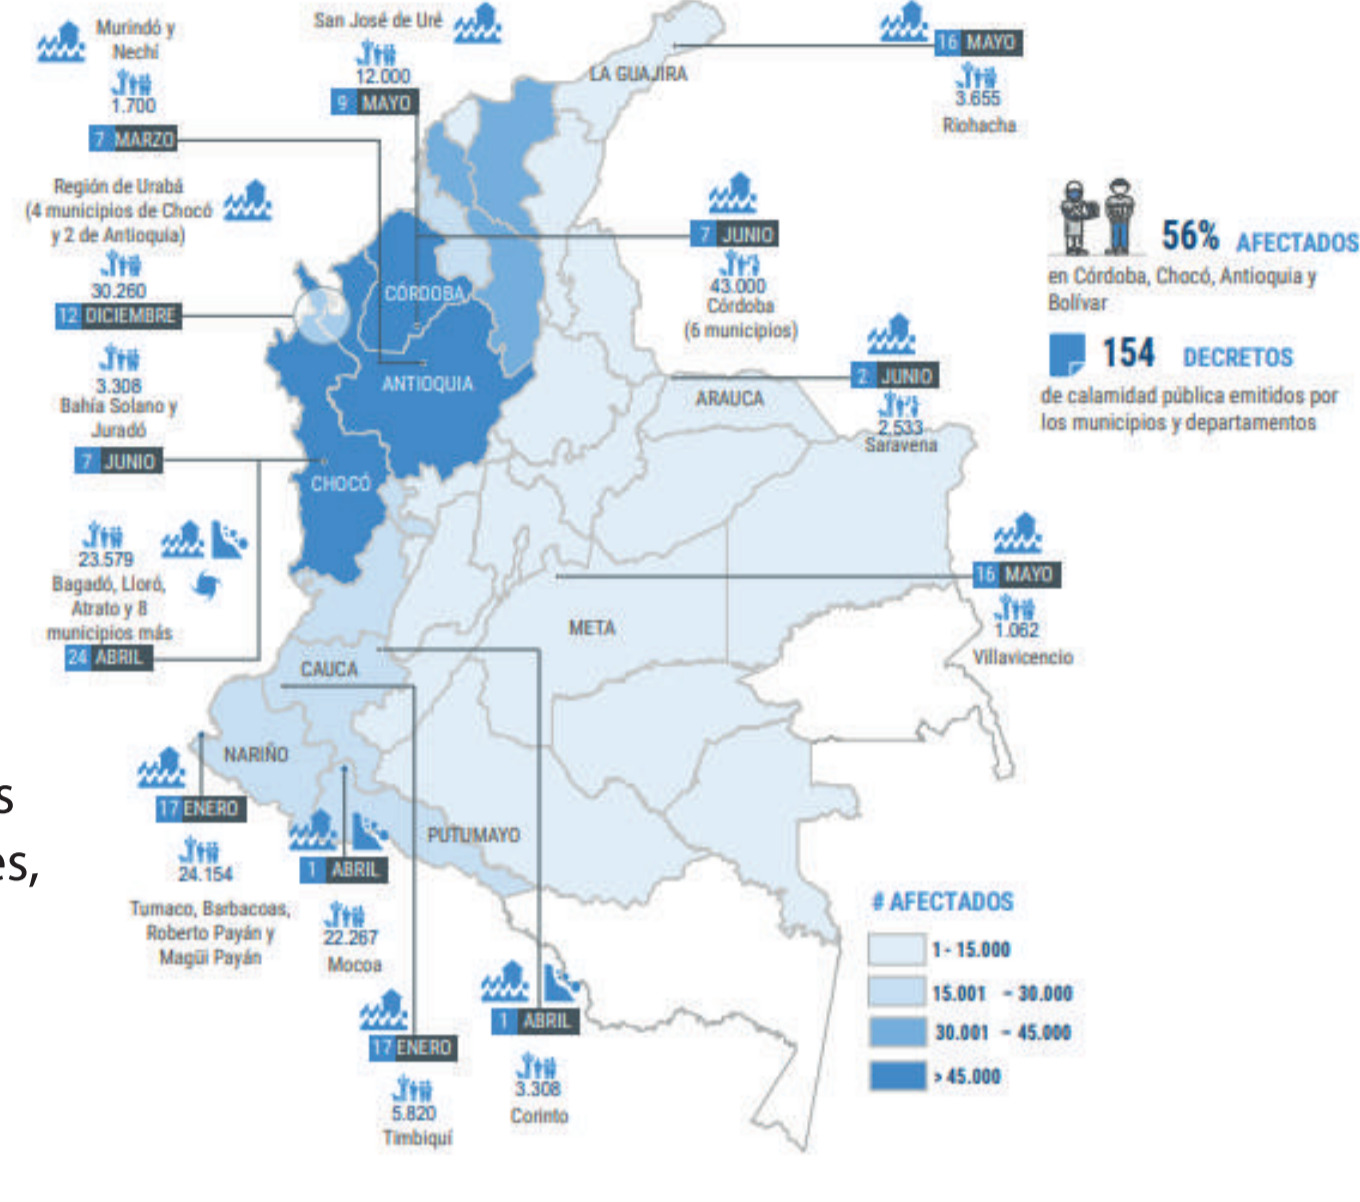 Murindó y
Nechí
1.700
7 MARZO
San José de Uré
12.000
9 MAYO
LA GUAJIRA
16 MAYO
3.655
Riohacha
Región de Urabá
(4 municipios de Chocó
y 2 de Antioquia)
30.260
12 DICIEMBRE
7 JUNIO
43.000
Córdoba
(6 municipios)
56% AFECTADOS
en Córdoba, Chocó, Antioquia y
Bolívar
154 DECRETOS
de calamidad pública emitidos por
los municipios y departamentos
CÓRDOBA
ANTIOQUIA
CHOCÓ
3.308
Bahía Solano y
Juradó
7 JUNIO
2 JUNIO
2.533
Saravena
ARAUCA
23.579
Bagadó, Lloró,
Atrato y 8
municipios más
24 ABRIL
16 MAYO
1.062
Villavicencio
META
CAUCA
NARIÑO
PUTUMAYO
17 ENERO
24.154
Tumaco, Barbacoas,
Roberto Payán y
Magüi Payán
1 ABRIL
22.267
Mocoa
17 ENERO
5.820
Timbiquí
1 ABRIL
3.308
Corinto
s
es,
# AFECTADOS
1 - 15.000
15.001 - 30.000
30.001 - 45.000
> 45.000